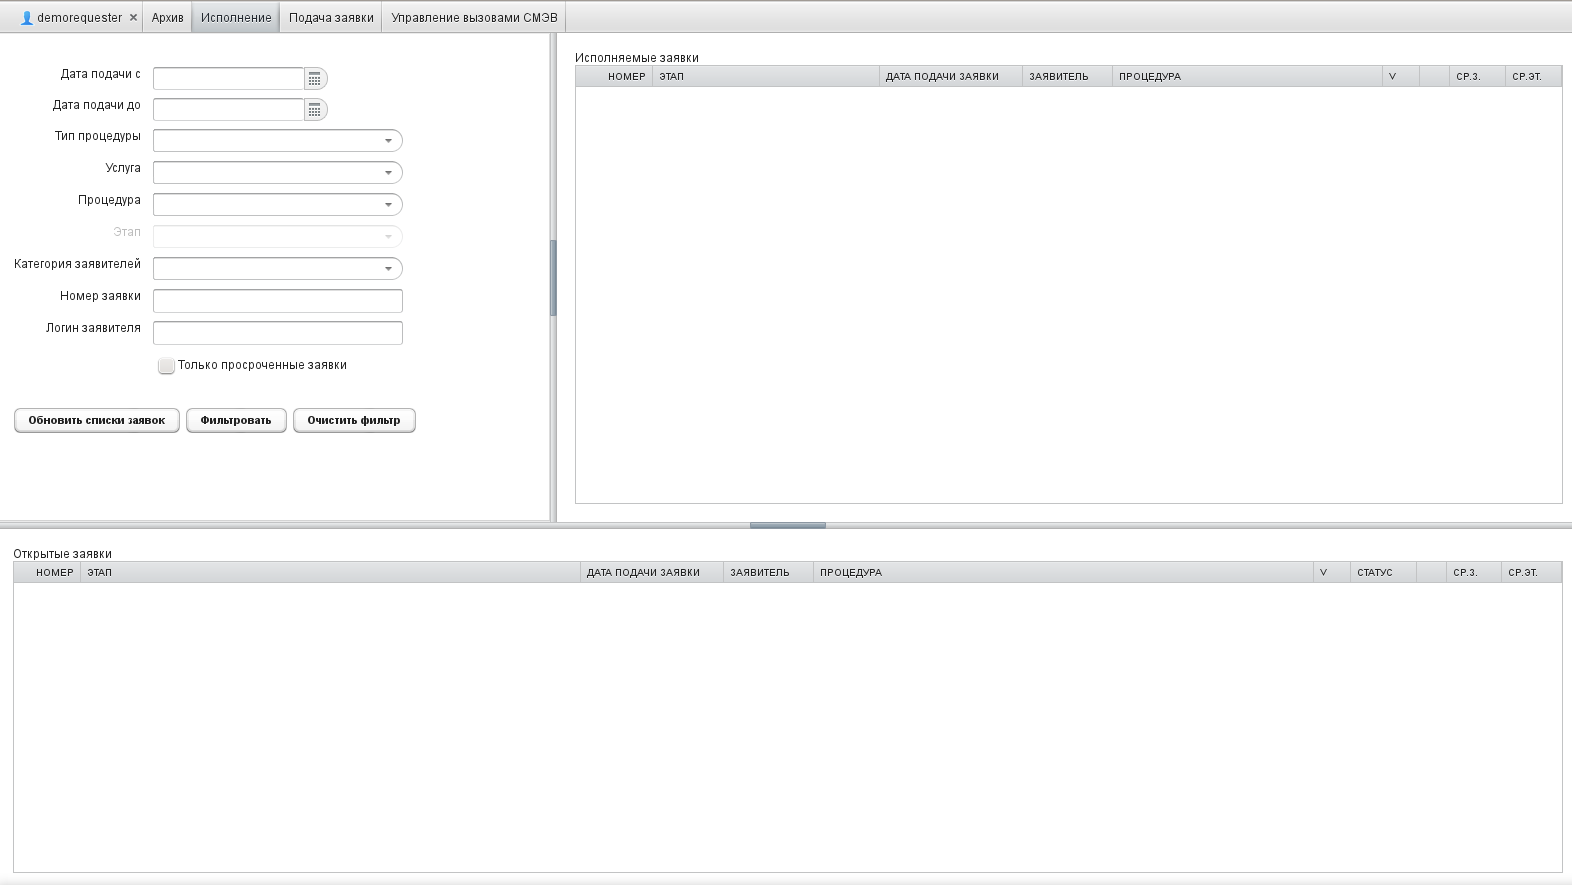 demorequester × Архив Исполнение Подача заявки Управление вызовами СМЭВ
Дата подачи с
Дата подачи до
Тип процедуры
Услуга
Процедура
Этап
Категория заявителей
Номер заявки
Логин заявителя
Только просроченные заявки
Обновить списки заявок Фильтровать Очистить фильтр
Исполняемые заявки
НОМЕР ЭТАП ДАТА ПОДАЧИ ЗАЯВКИ ЗАЯВИТЕЛЬ ПРОЦЕДУРА V СР.З. СР.ЭТ.
Открытые заявки
НОМЕР ЭТАП ДАТА ПОДАЧИ ЗАЯВКИ ЗАЯВИТЕЛЬ ПРОЦЕДУРА V СТАТУС СР.З. СР.ЭТ.